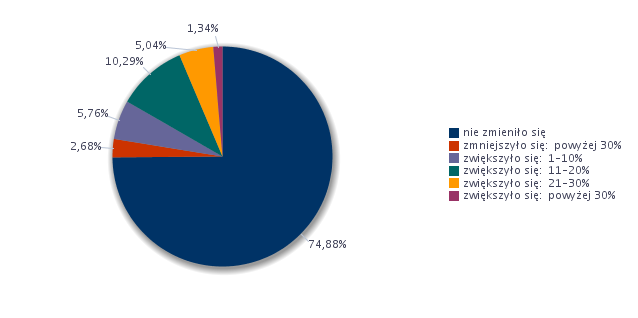 1,34%
5,04%
10,29%
5,76%
2,68%
74,88%
nie zmieniło się
zmniejszyło się: powyżej 30%
zwiększyło się: 1–10%
zwiększyło się: 11–20%
zwiększyło się: 21–30%
zwiększyło się: powyżej 30%